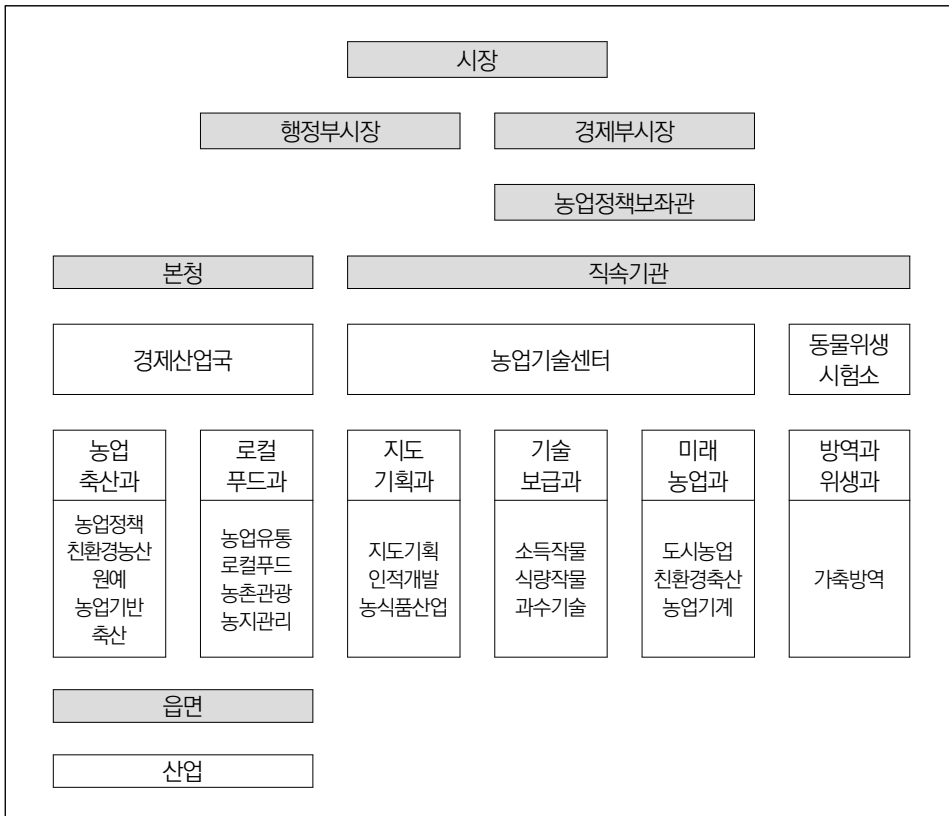 시장
행정부시장
경제부시장
농업정책보좌관
본청
직속기관
경제산업국
농업기술센터
동물위생
시험소
농업
축산과
로컬
푸드과
지도
기획과
기술
보급과
미래
농업과
방역과
위생과
농업정책
친환경농산
원예
농업기반
축산
농업유통
로컬푸드
농촌관광
농지관리
지도기획
인적개발
농식품산업
소득작물
식량작물
과수기술
도시농업
친환경축산
농업기계
가축방역
읍면
산업